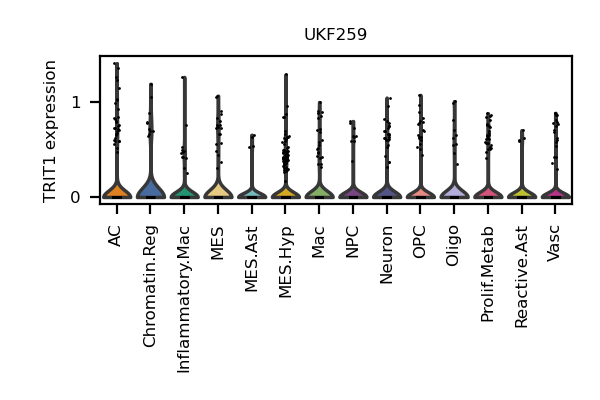 UKF259
TRIT1 expression
1
0
AC
Chromatin.Reg
Inflammatory.Mac
MES
MES.Ast
MES.Hyp
Mac
NPC
Neuron
OPC
Oligo
Prolif.Metab
Reactive.Ast
Vasc